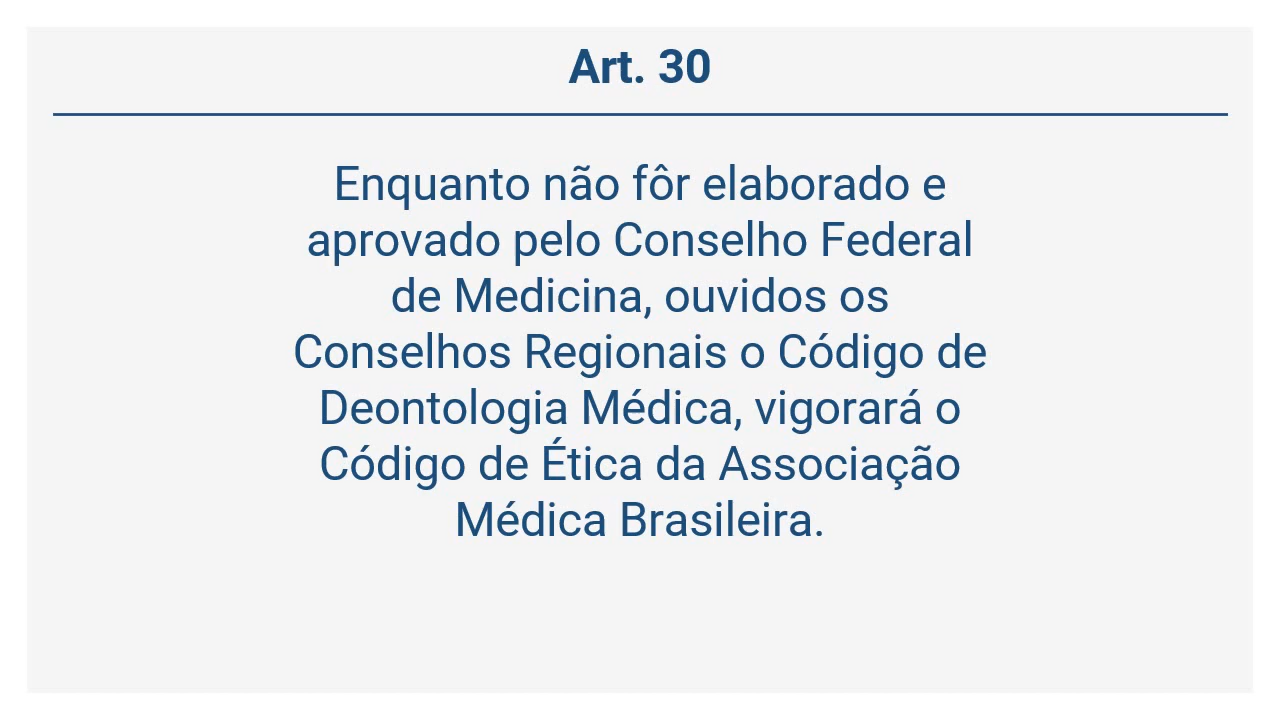 Art. 30
Enquanto não fôr elaborado e
aprovado pelo Conselho Federal
de Medicina, ouvidos os
Conselhos Regionais o Código de
Deontologia Médica, vigorará o
Código de Ética da Associação
Médica Brasileira.